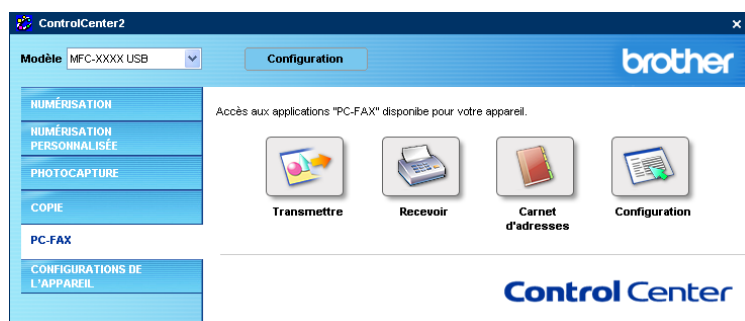 ControlCenter2
Modèle MFC-XXXX USB
Configuration
brother
NUMÉRISATION
NUMÉRISATION
PERSONNALISÉE
PHOTOCAPTURE
COPIE
PC-FAX
CONFIGURATIONS DE
L'APPAREIL
Accès aux applications "PC-FAX" disponibe pour votre appareil.
Transmettre
Recevoir
Carnet
d'adresses
Configuration
Control Center